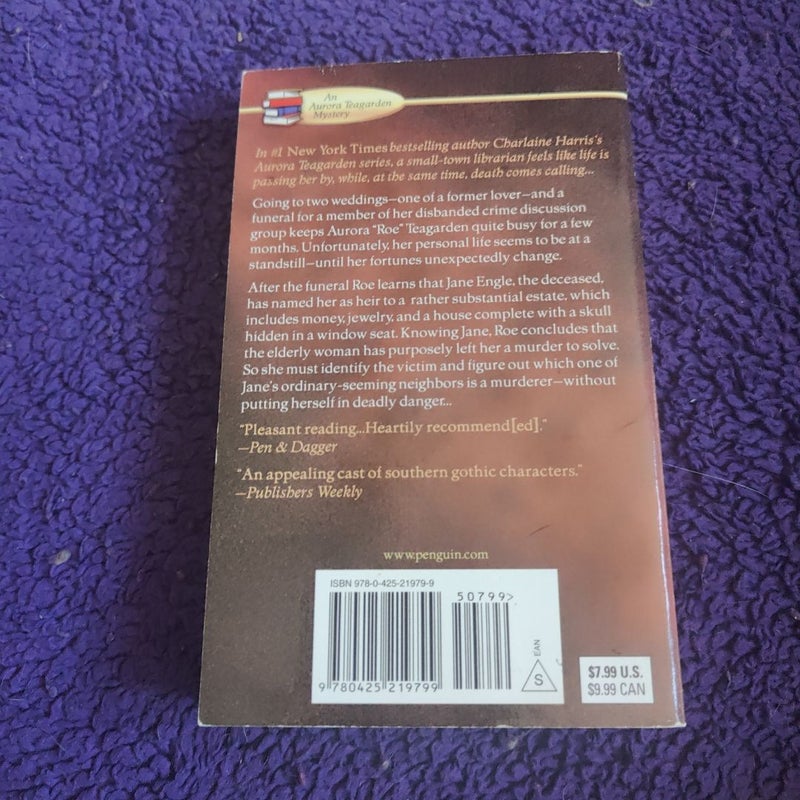 An
Aurora Teagarden
Mystery
In #1 New York Times bestselling author Charlaine Harris's
Aurora Teagarden series, a small-town librarian feels like life is
passing her by, while, at the same time, death comes calling...
Going to two weddings—one of a former lover—and a
funeral for a member of her disbanded crime discussion
group keeps Aurora "Roe" Teagarden quite busy for a few
months. Unfortunately, her personal life seems to be at a
standstill—until her fortunes unexpectedly change.
After the funeral Roe learns that Jane Engle, the deceased,
has named her as heir to a rather substantial estate, which
includes money, jewelry, and a house complete with a skull
hidden in a window seat. Knowing Jane, Roe concludes that
the elderly woman has purposely left her a murder to solve.
So she must identify the victim and figure out which one of
Jane's ordinary-seeming neighbors is a murderer—without
putting herself in deadly danger...
"Pleasant reading...Heartily recommend[ed]."
—Pen & Dagger
"An appealing cast of southern gothic characters."
—Publishers Weekly
www.penguin.com
ISBN 978-0-425-21979-9
50799>
9 780425 219799
EAN
S
$7.99 U.S.
$9.99 CAN